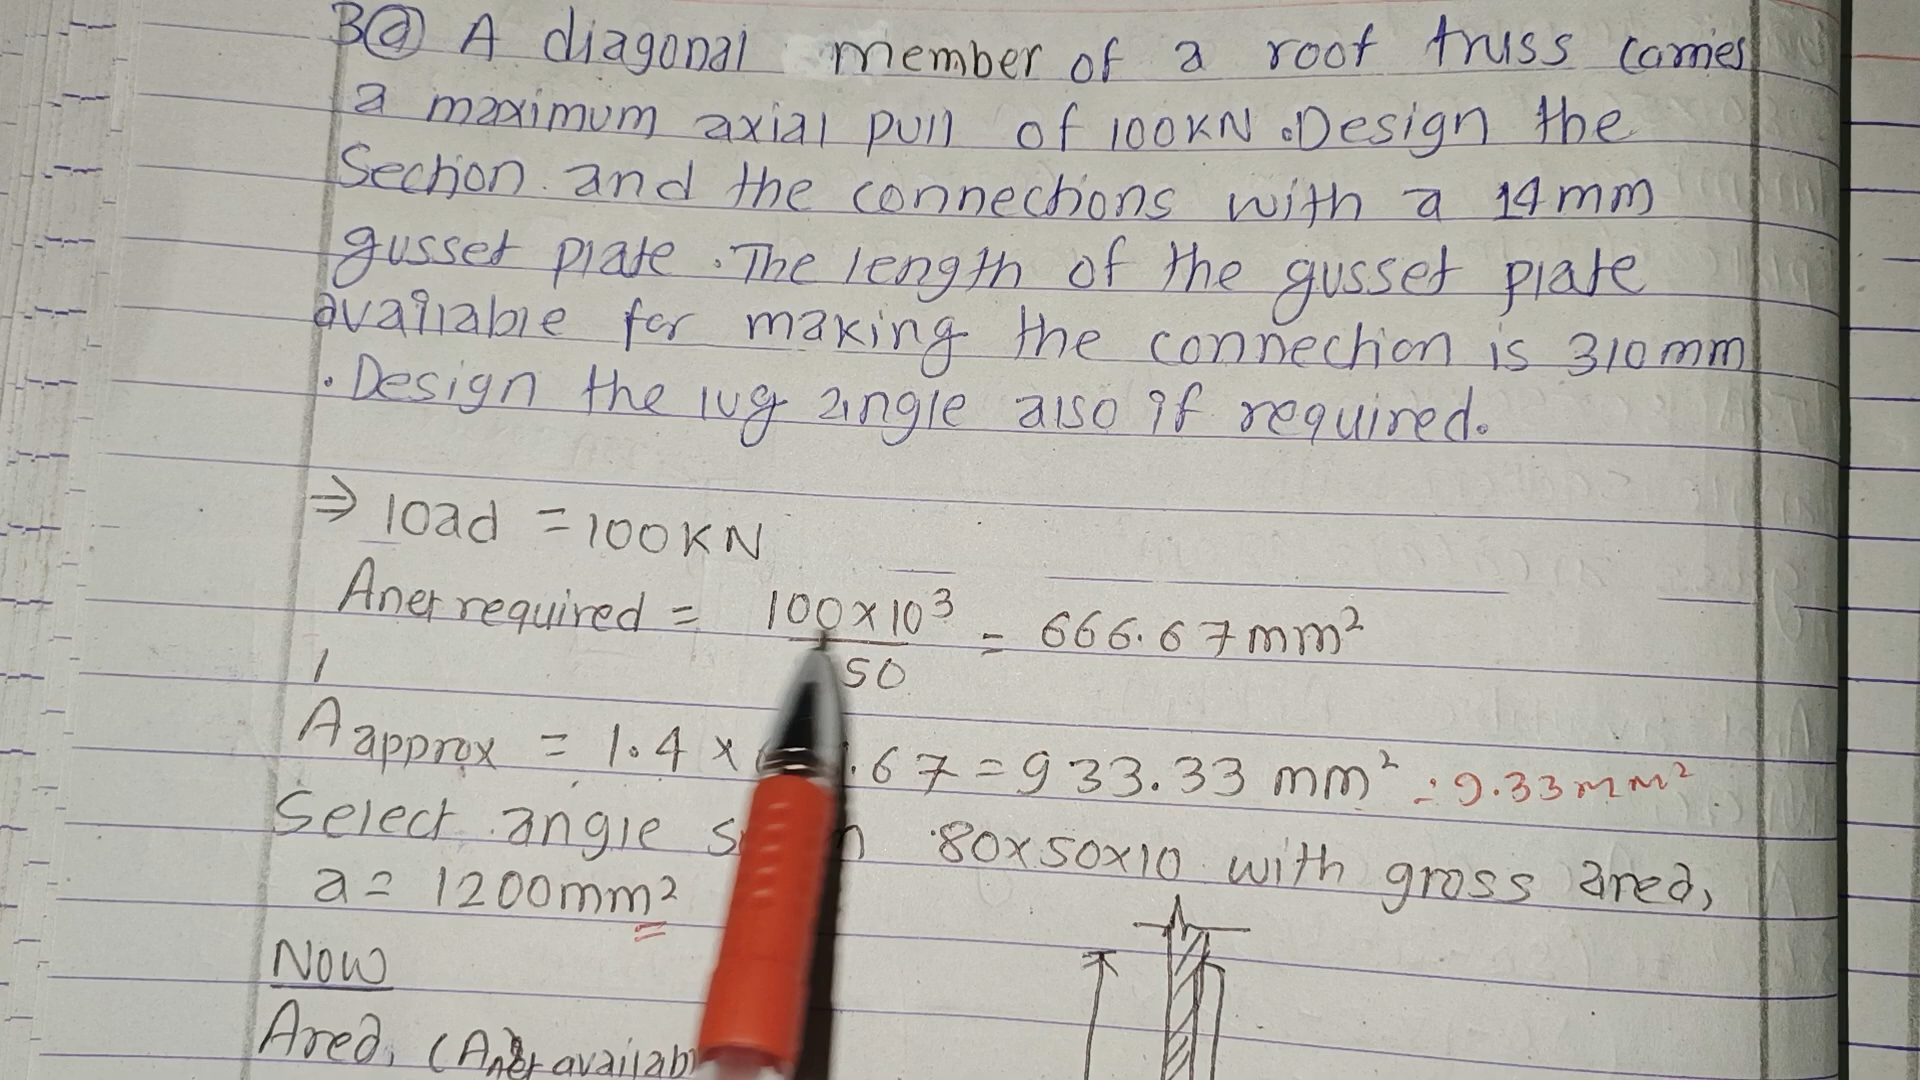 3(a) A diagonal member of a roof truss carries
a maximum axial pull of 100KN. Design the
Section and the connections with a 14mm
gusset plate. The length of the gusset plate
available for making the connection is 310mm
. Design the lug angle also if required.
⇒ load = 100KN
Anet required = 100×10³ / 50 = 666.67mm²
A approx = 1.4 × .67 = 933.33 mm² = 9.33mm²
Select angle 80×50×10 with gross area,
a = 1200mm²
Now
Area, (Anet availab